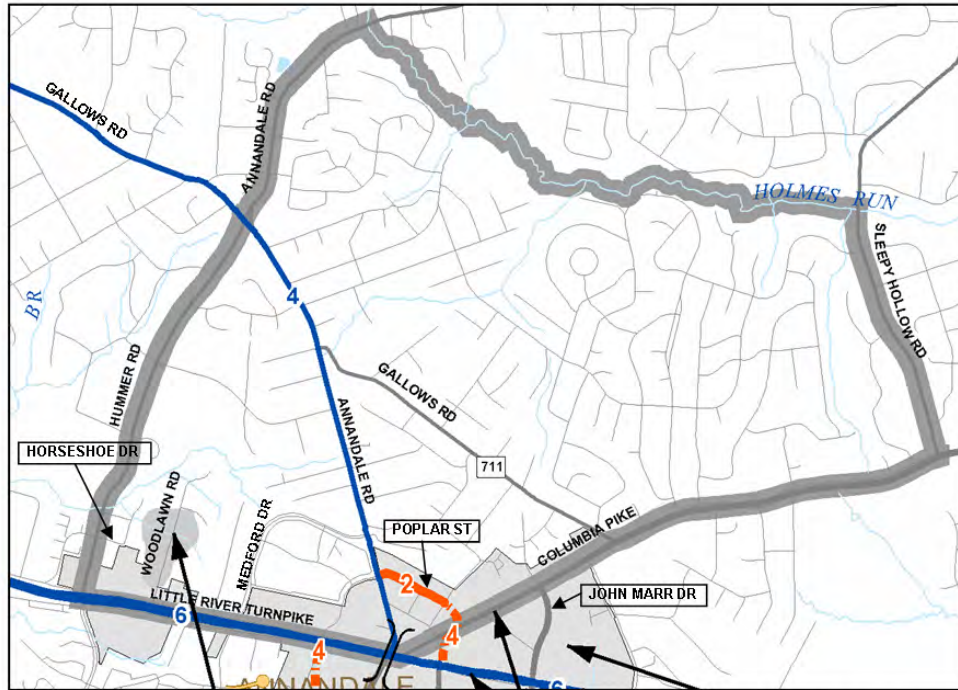 GALLOWS RD
ANNANDALE RD
HOLMES RUN
SLEEPY HOLLOW RD
4
BR
HUMMER RD
GALLOWS RD
ANNANDALE RD
HORSESHOE DR
711
WOODLAWN RD
MEDFORD DR
POPLAR ST
COLUMBIA PIKE
2
JOHN MARR DR
LITTLE RIVER TURNPIKE
6
4
4
ANNANDALE
6